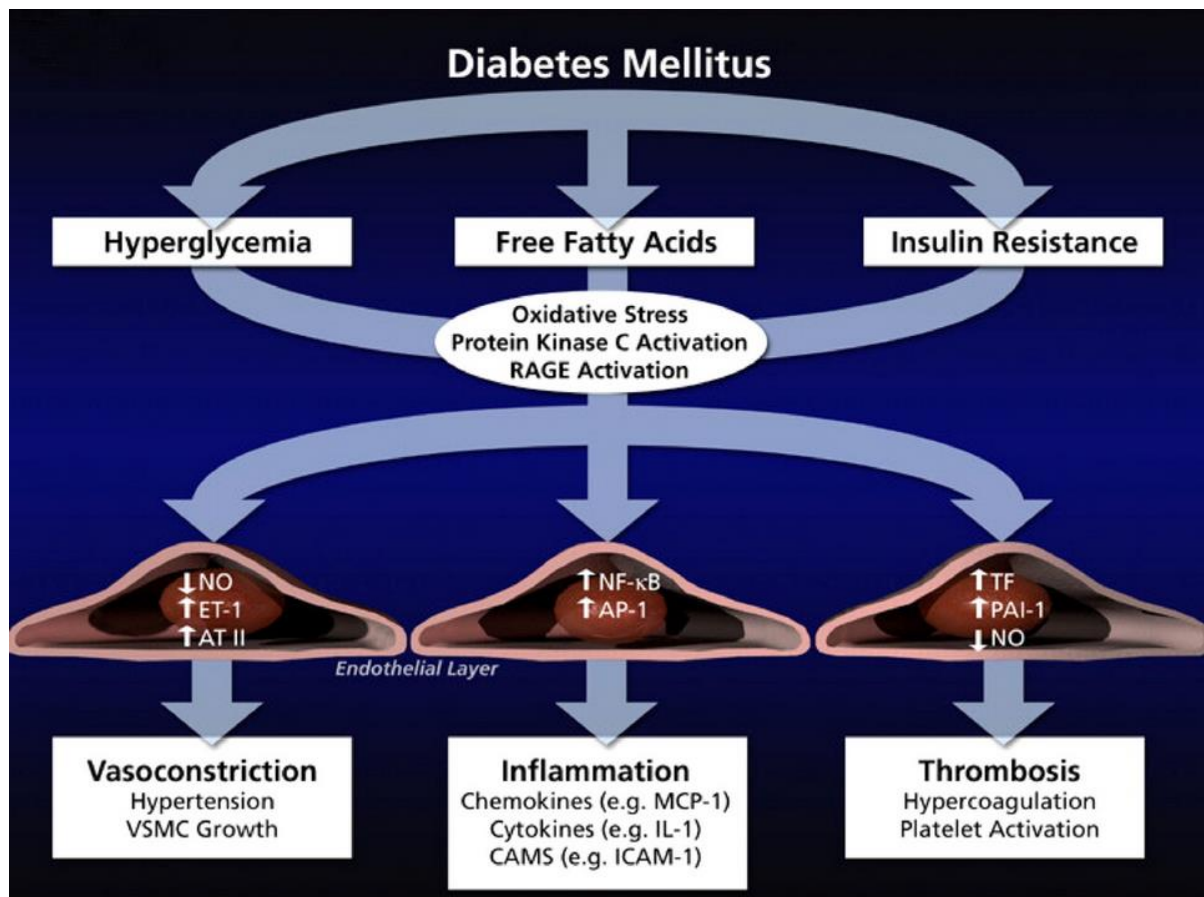 Diabetes Mellitus
Hyperglycemia
Free Fatty Acids
Insulin Resistance
Oxidative Stress
Protein Kinase C Activation
RAGE Activation
↓NO
↑ET-1
↑AT II
↑NF-κB
↑AP-1
↑TF
↑PAI-1
↓NO
Endothelial Layer
Vasoconstriction
Hypertension
VSMC Growth
Inflammation
Chemokines (e.g. MCP-1)
Cytokines (e.g. IL-1)
CAMS (e.g. ICAM-1)
Thrombosis
Hypercoagulation
Platelet Activation